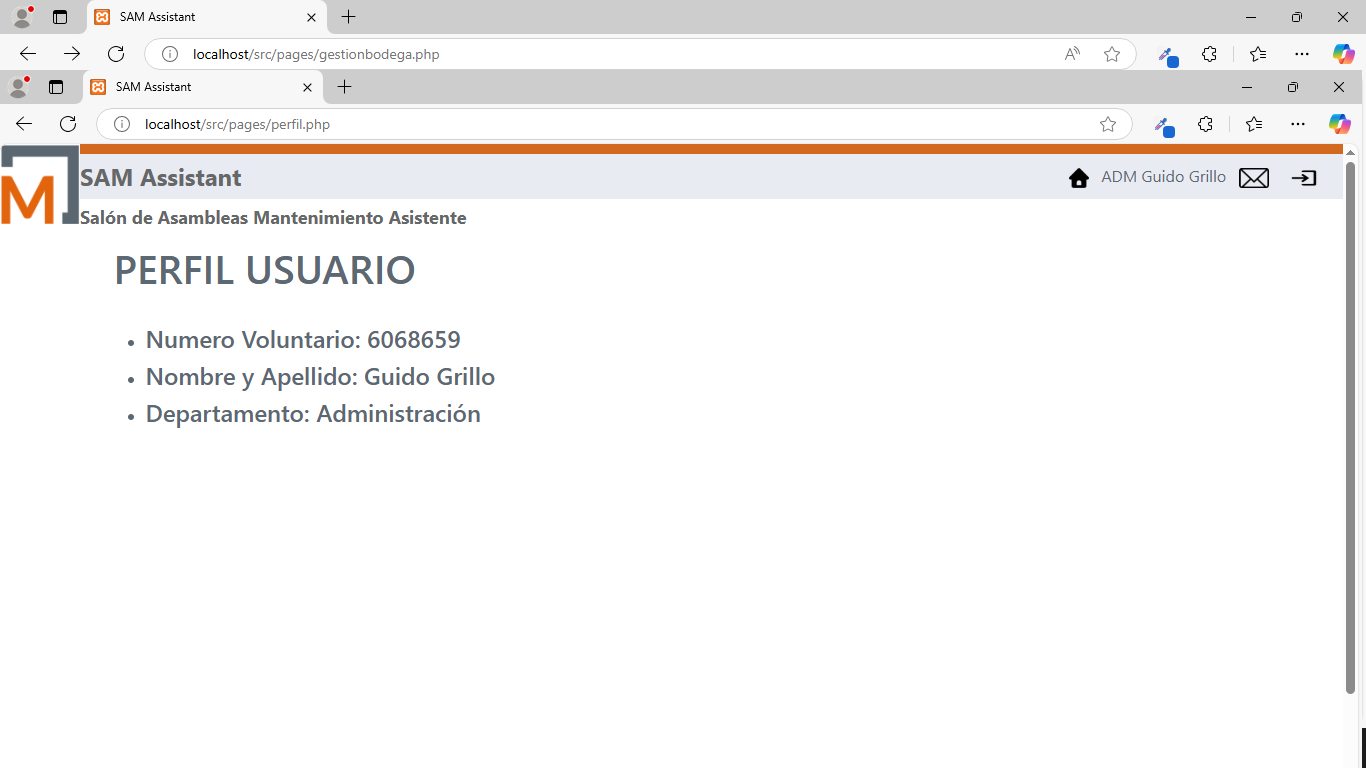 SAM Assistant
localhost/src/pages/gestionbodega.php
SAM Assistant
localhost/src/pages/perfil.php
M
SAM Assistant
ADM Guido Grillo
Salón de Asambleas Mantenimiento Asistente
PERFIL USUARIO
• Numero Voluntario: 6068659
• Nombre y Apellido: Guido Grillo
• Departamento: Administración